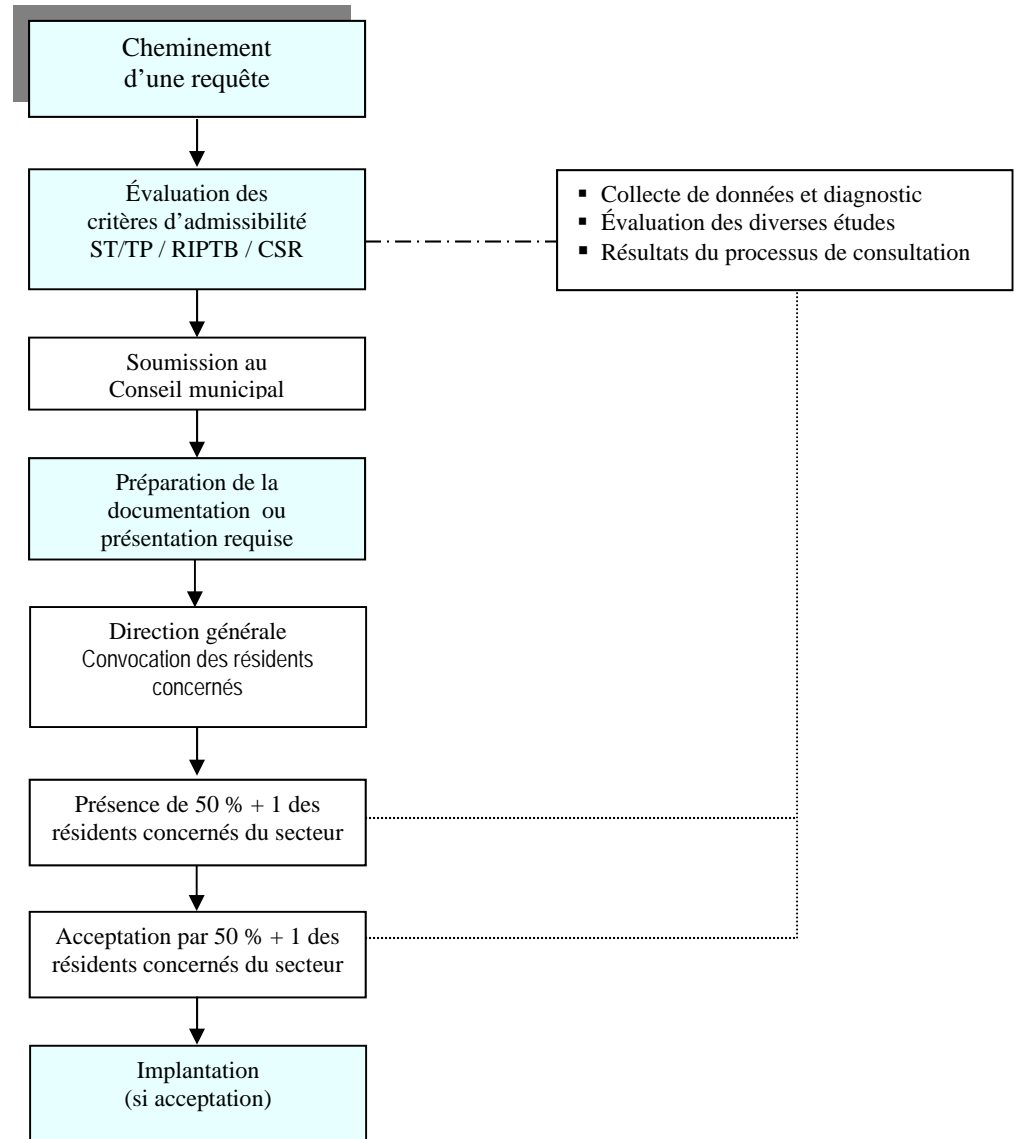 Cheminement
d’une requête
Évaluation des
critères d’admissibilité
ST/TP / RIPTB / CSR
▪ Collecte de données et diagnostic
▪ Évaluation des diverses études
▪ Résultats du processus de consultation
Soumission au
Conseil municipal
Préparation de la
documentation ou
présentation requise
Direction générale
Convocation des résidents
concernés
Présence de 50 % + 1 des
résidents concernés du secteur
Acceptation par 50 % + 1 des
résidents concernés du secteur
Implantation
(si acceptation)